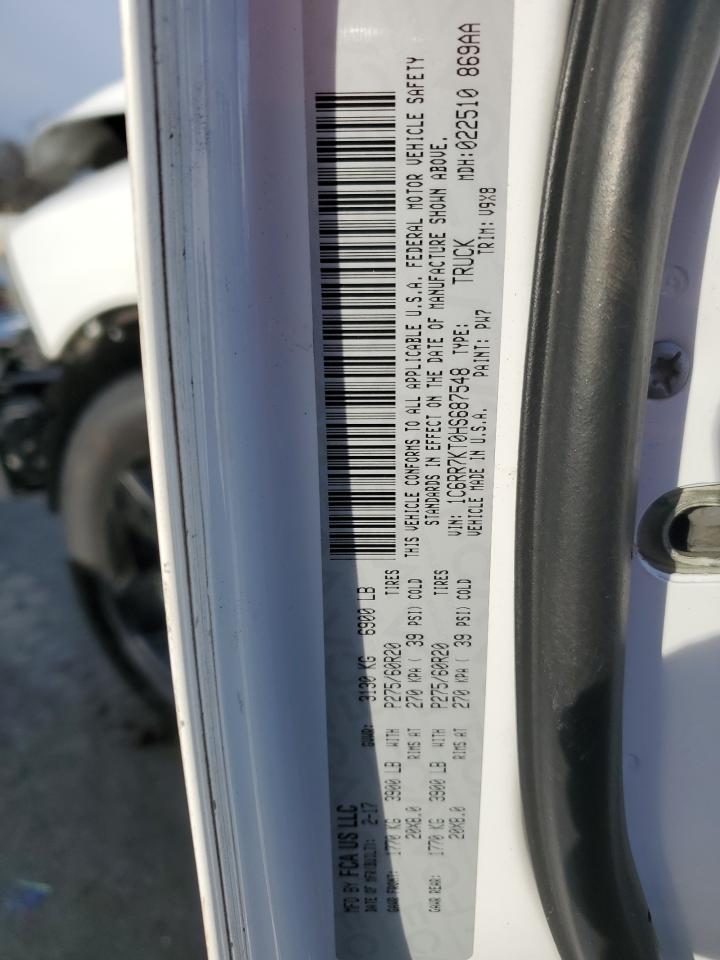 MFD BY FCA US LLC
DATE OF MFR(BUILT): 2-17 GVWR: 3130 KG 6900 LB
GAWR FRONT: 1770 KG 3900 LB WITH P275/60R20 TIRES
20X8.0 RIMS AT 270 KPA ( 39 PSI) COLD
GAWR REAR: 1770 KG 3900 LB WITH P275/60R20 TIRES
20X8.0 RIMS AT 270 KPA ( 39 PSI) COLD
THIS VEHICLE CONFORMS TO ALL APPLICABLE U.S.A. FEDERAL MOTOR VEHICLE SAFETY
STANDARDS IN EFFECT ON THE DATE OF MANUFACTURE SHOWN ABOVE.
VIN: 1C6RR7KT0HS687548 TYPE: TRUCK MDH:022510 869AA
VEHICLE MADE IN U.S.A. PAINT: PW7 TRIM: V9X8